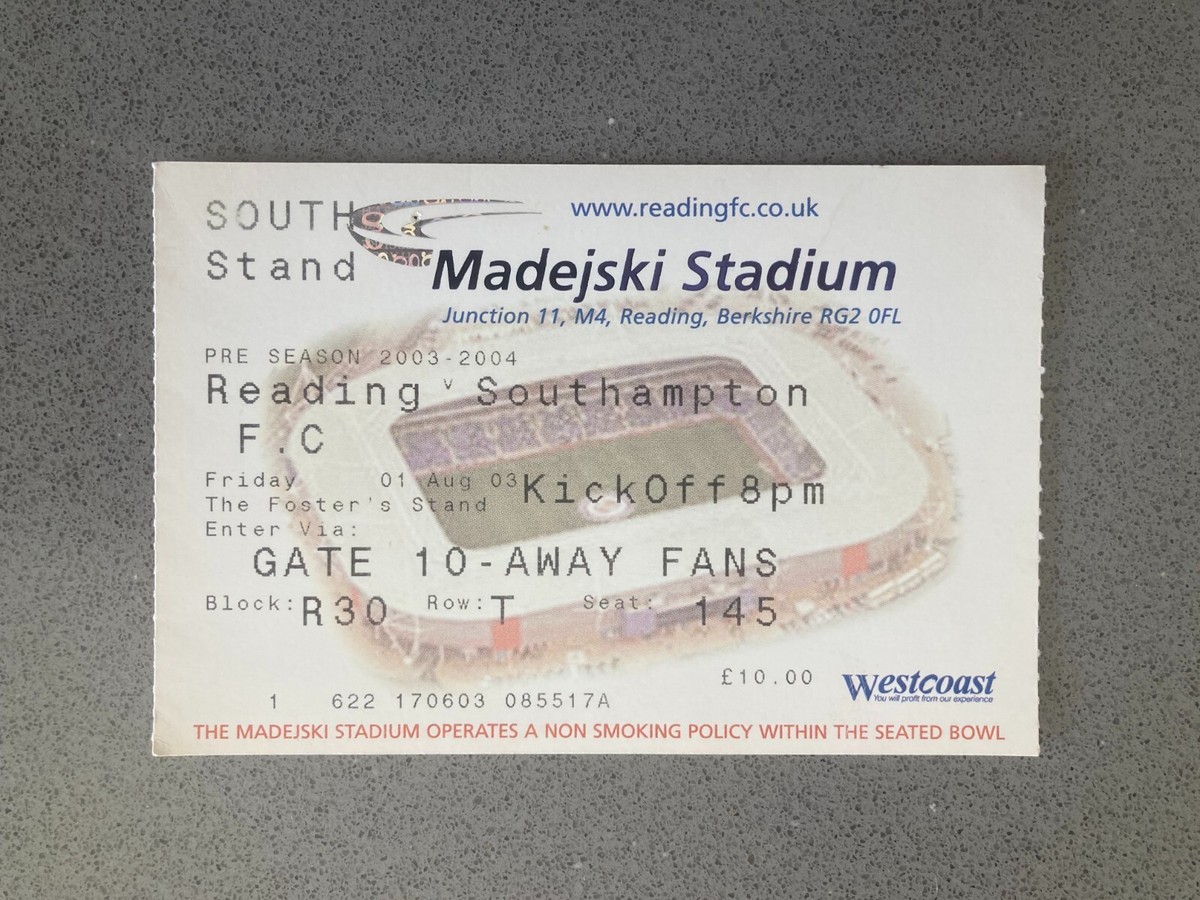 SOUTH
Stand
www.readingfc.co.uk
Madejski Stadium
Junction 11, M4, Reading, Berkshire RG2 0FL
PRE SEASON 2003-2004
Reading v Southampton
F.C
Friday 01 Aug 03 KickOff8pm
The Foster's Stand
Enter Via:
GATE 10-AWAY FANS
Block: R30 Row: T Seat: 145
£10.00
Westcoast
You will profit from our experience
1 622 170603 085517A
THE MADEJSKI STADIUM OPERATES A NON SMOKING POLICY WITHIN THE SEATED BOWL